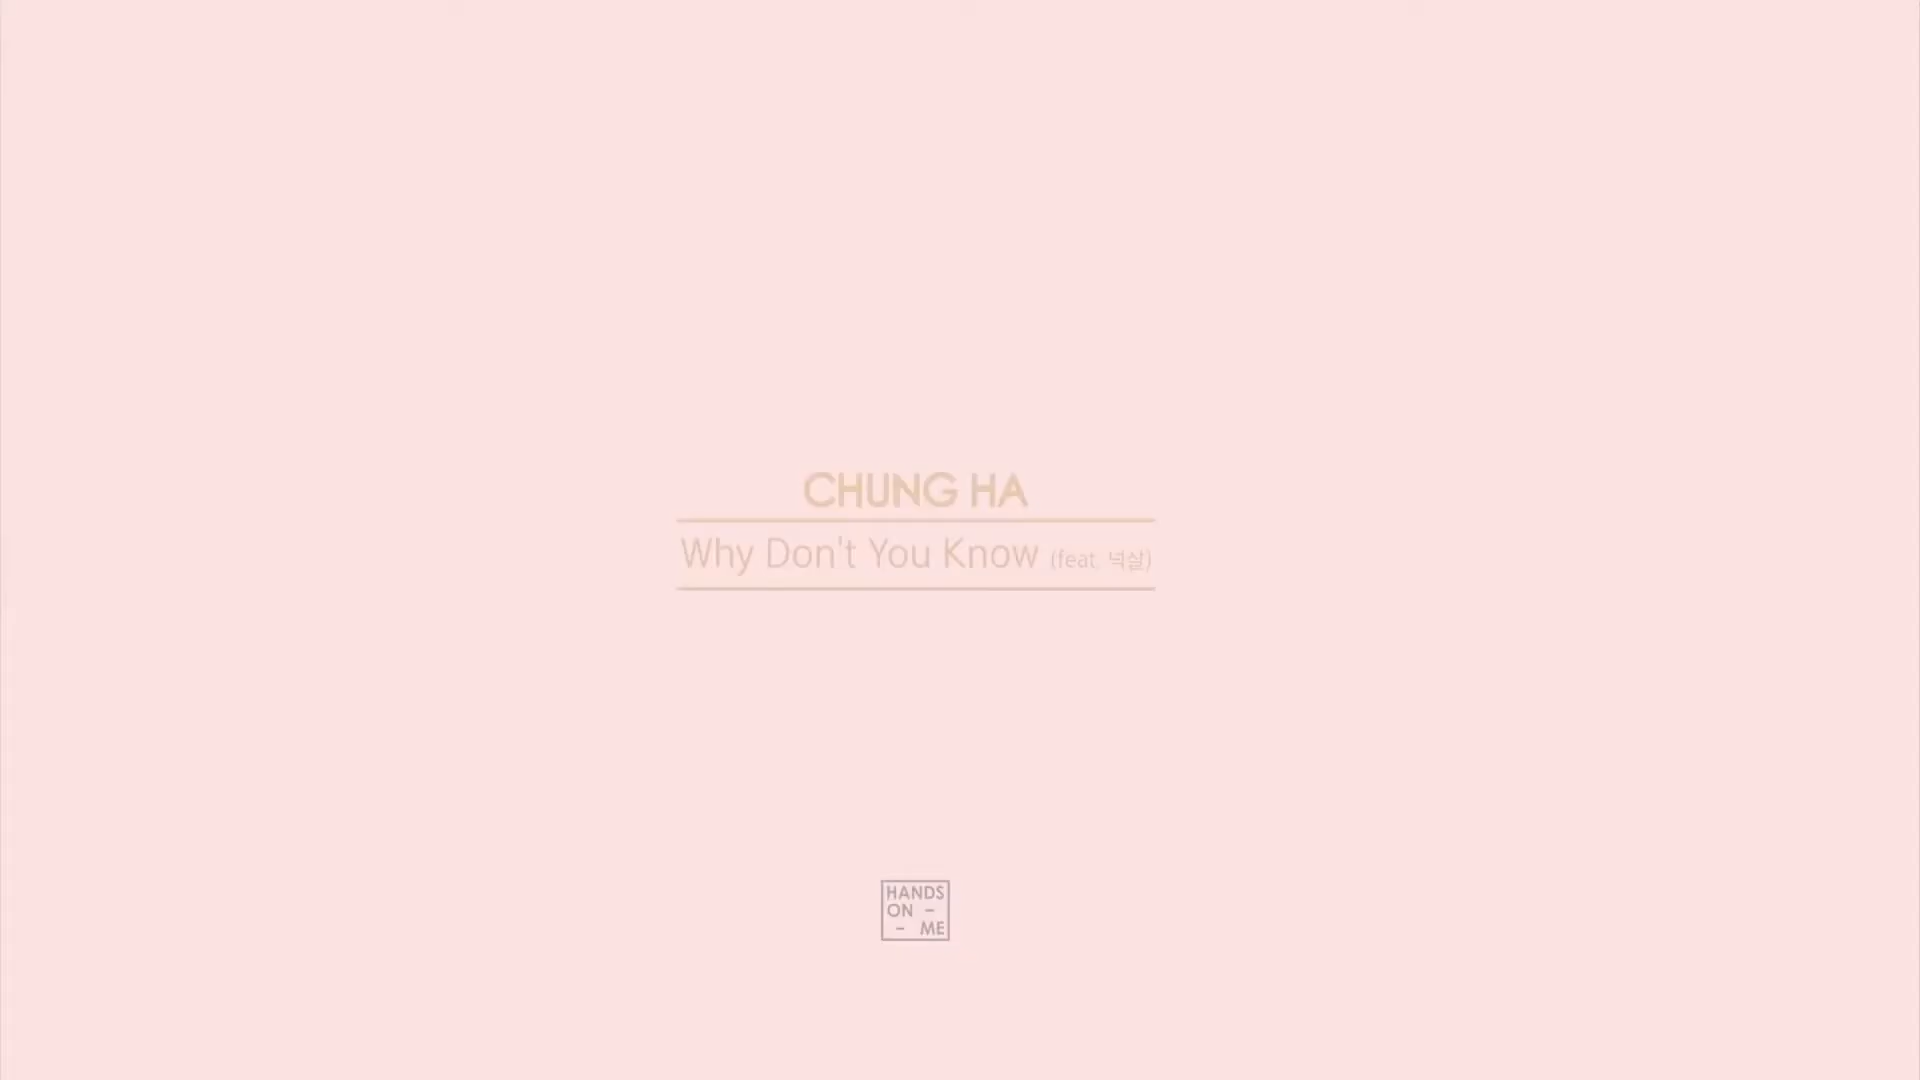 CHUNG HA
Why Don't You Know (feat. 넉살)
HANDS
ON -
- ME